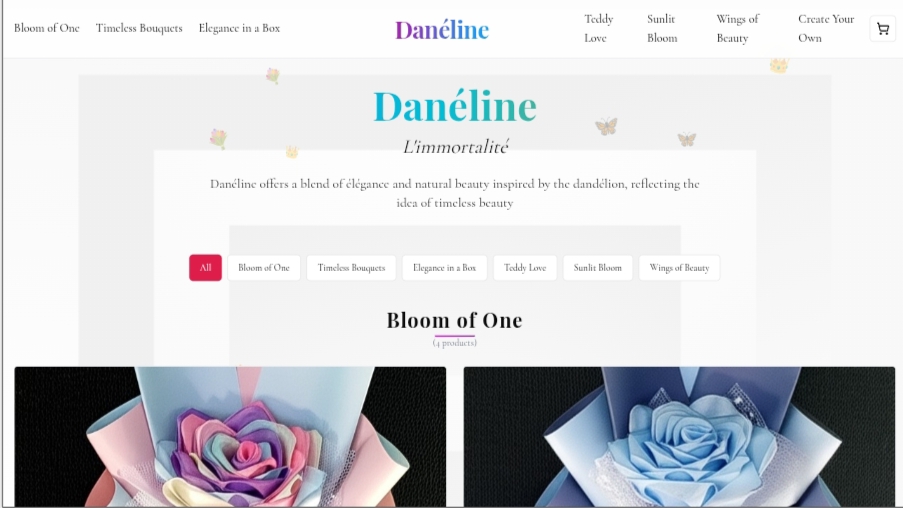 Bloom of One Timeless Bouquets Elegance in a Box
Danéline
Teddy Love
Sunlit Bloom
Wings of Beauty
Create Your Own
Danéline
L'immortalité
Danéline offers a blend of élégance and natural beauty inspired by the dandélion, reflecting the
idea of timeless beauty
All Bloom of One Timeless Bouquets Elegance in a Box Teddy Love Sunlit Bloom Wings of Beauty
Bloom of One
(4 products)